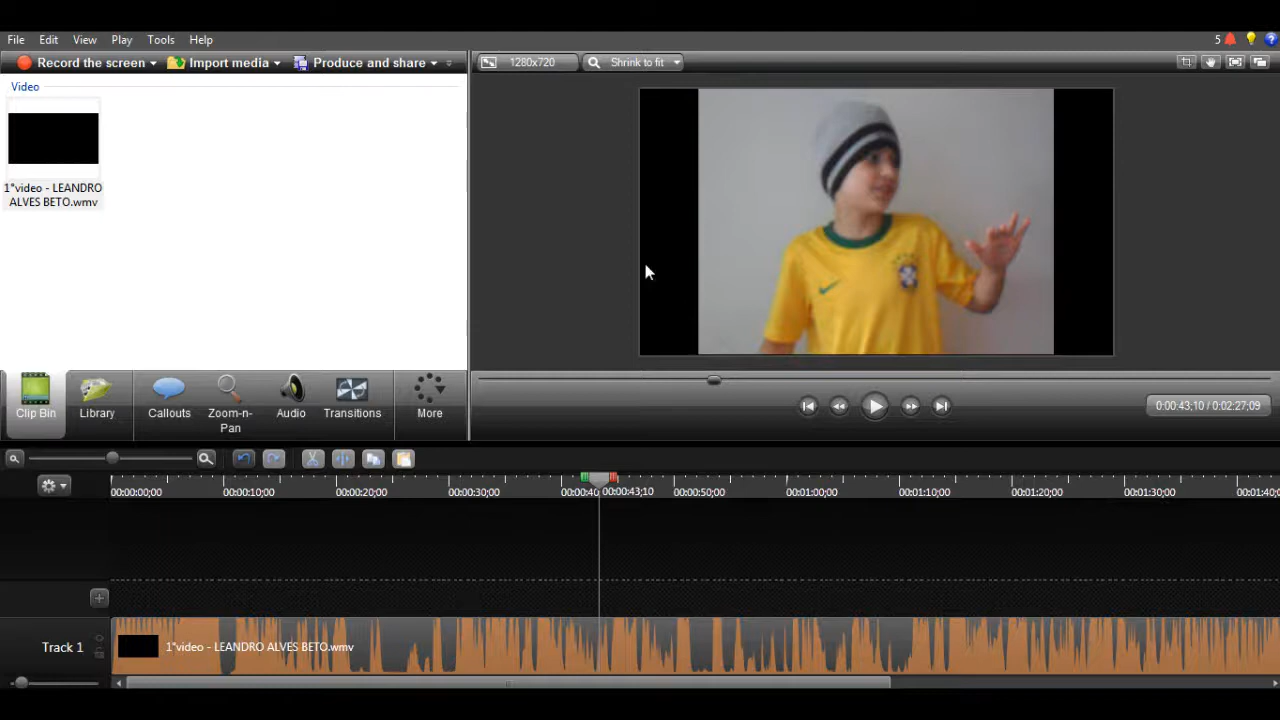 File Edit View Play Tools Help 5
Record the screen Import media Produce and share 1280x720 Shrink to fit
Video
1°video - LEANDRO
ALVES BETO.wmv
Clip Bin Library Callouts Zoom-n-
Pan Audio Transitions More
0:00:43;10 / 0:02:27;09
00:00:00;00 00:00:10;00 00:00:20;00 00:00:30;00 00:00:43;10 00:00:50;00 00:01:00;00 00:01:10;00 00:01:20;00 00:01:30;00
Track 1 1°video - LEANDRO ALVES BETO.wmv